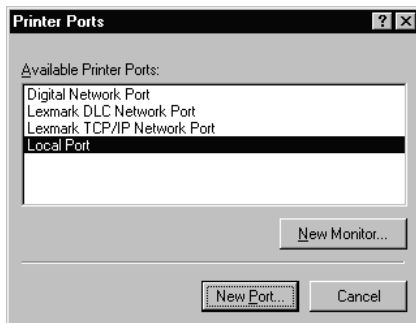 Printer Ports
Available Printer Ports:
Digital Network Port
Lexmark DLC Network Port
Lexmark TCP/IP Network Port
Local Port
New Monitor...
New Port... Cancel